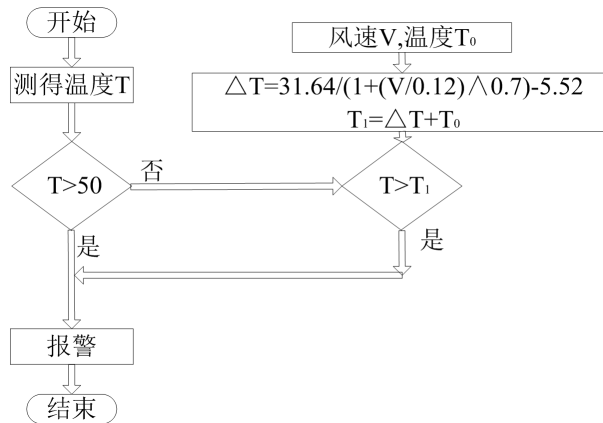 开始
风速V,温度T₀
测得温度T
△T=31.64/(1+(V/0.12)∧0.7)-5.52
T₁=△T+T₀
T>50
否
T>T₁
是
是
报警
结束